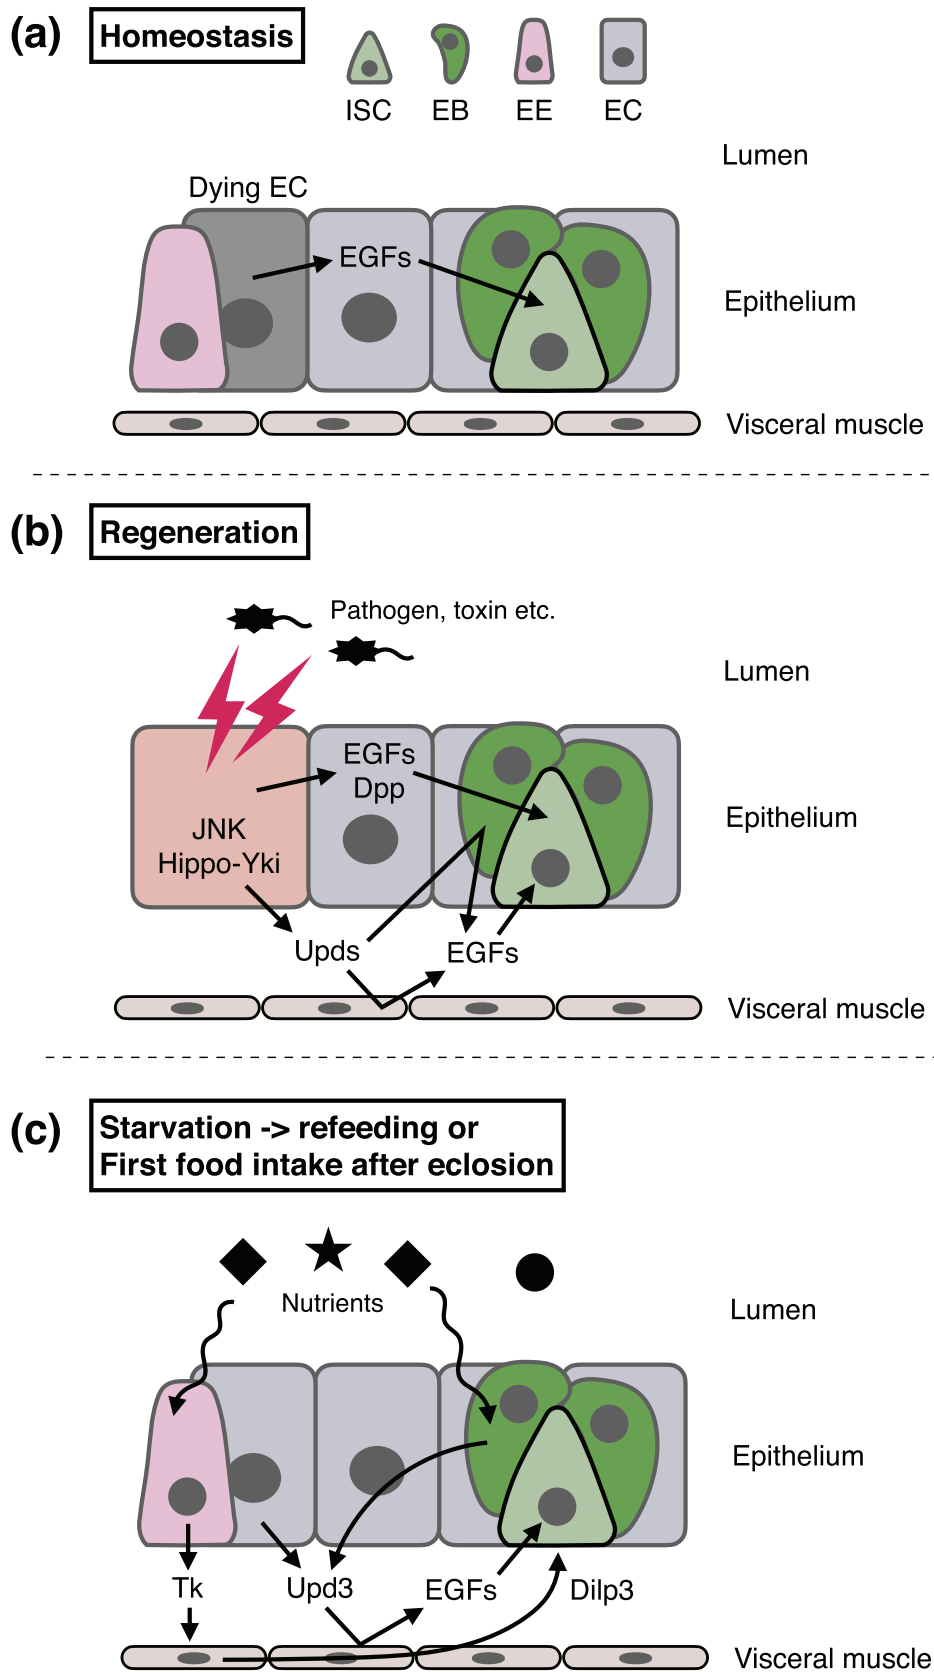 (a) Homeostasis
ISC EB EE EC
Lumen
Dying EC
EGFs
Epithelium
Visceral muscle
(b) Regeneration
Pathogen, toxin etc.
Lumen
EGFs
Dpp
JNK
Hippo-Yki
Epithelium
Upds
EGFs
Visceral muscle
(c) Starvation -> refeeding or
First food intake after eclosion
Nutrients
Lumen
Epithelium
Tk Upd3 EGFs Dilp3
Visceral muscle